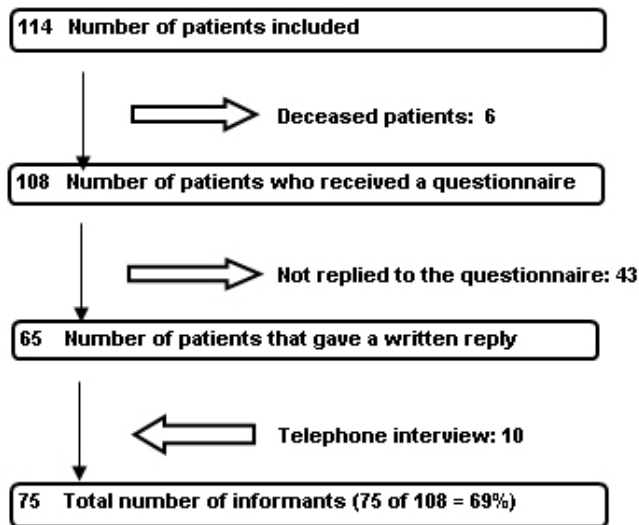 114 Number of patients included
Deceased patients: 6
108 Number of patients who received a questionnaire
Not replied to the questionnaire: 43
65 Number of patients that gave a written reply
Telephone interview: 10
75 Total number of informants (75 of 108 = 69%)